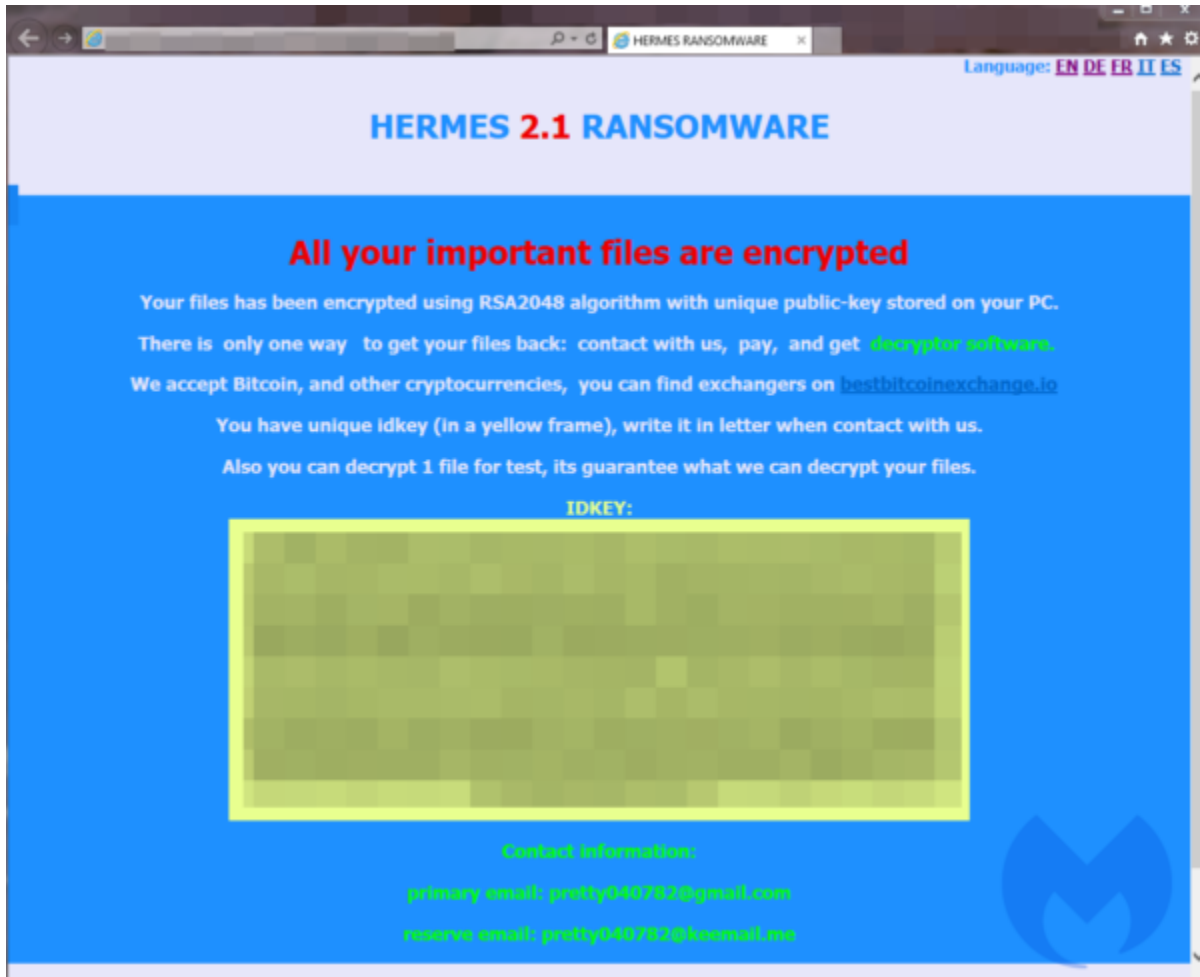 HERMES RANSOMWARE
Language: EN DE FR IT ES
HERMES 2.1 RANSOMWARE
All your important files are encrypted
Your files has been encrypted using RSA2048 algorithm with unique public-key stored on your PC.
There is only one way to get your files back: contact with us, pay, and get decryptor software.
We accept Bitcoin, and other cryptocurrencies, you can find exchangers on bestbitcoinexchange.io
You have unique idkey (in a yellow frame), write it in letter when contact with us.
Also you can decrypt 1 file for test, its guarantee what we can decrypt your files.
IDKEY:
Contact information:
primary email: pretty040782@gmail.com
reserve email: pretty040782@keemail.me